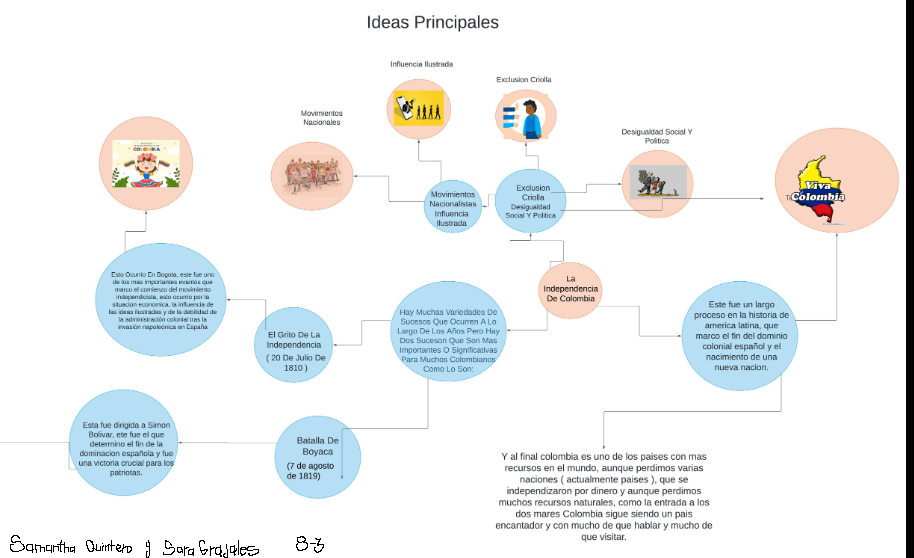 Ideas Principales
Influencia Ilustrada
Exclusion Criolla
Movimientos
Nacionales
Desigualdad Social Y
Politica
COLOMBIA
Viva
Colombia
Movimientos
Nacionalistas
Influencia
Ilustrada
Exclusion
Criolla
Desigualdad
Social Y Politica
La
Independencia
De Colombia
Esto Ocurrio En Bogota, este fue uno
de los mas importantes evantos que
marco el comienzo del movimiento
independicista, esto ocurrio por la
situacion economica, la influencia de
las ideas ilustradas y de la debilidad de
la administración colonial tras la
invasión napoleónica en España
El Grito De La
Independencia
( 20 De Julio De
1810 )
Hay Muchas Variedades De
Sucesos Que Ocurren A Lo
Largo De Los Años Pero Hay
Dos Suceson Que Son Mas
Importantes O Significativas
Para Muchos Colombianos
Como Lo Son:
Este fue un largo
proceso en la historia de
america latina, que
marco el fin del dominio
colonial español y el
nacimiento de una
nueva nacion.
Esta fue dirigida a Simon
Bolivar, ete fue el que
determino el fin de la
dominacion española y fue
una victoria crucial para los
patriotas.
Batalla De
Boyaca
(7 de agosto
de 1819)
Y al final colombia es uno de los paises con mas
recursos en el mundo, aunque perdimos varias
naciones ( actualmente paises ), que se
independizaron por dinero y aunque perdimos
muchos recursos naturales, como la entrada a los
dos mares Colombia sigue siendo un pais
encantador y con mucho de que hablar y mucho de
que visitar.
Samantha Quintero y Sara Grajales 8-3